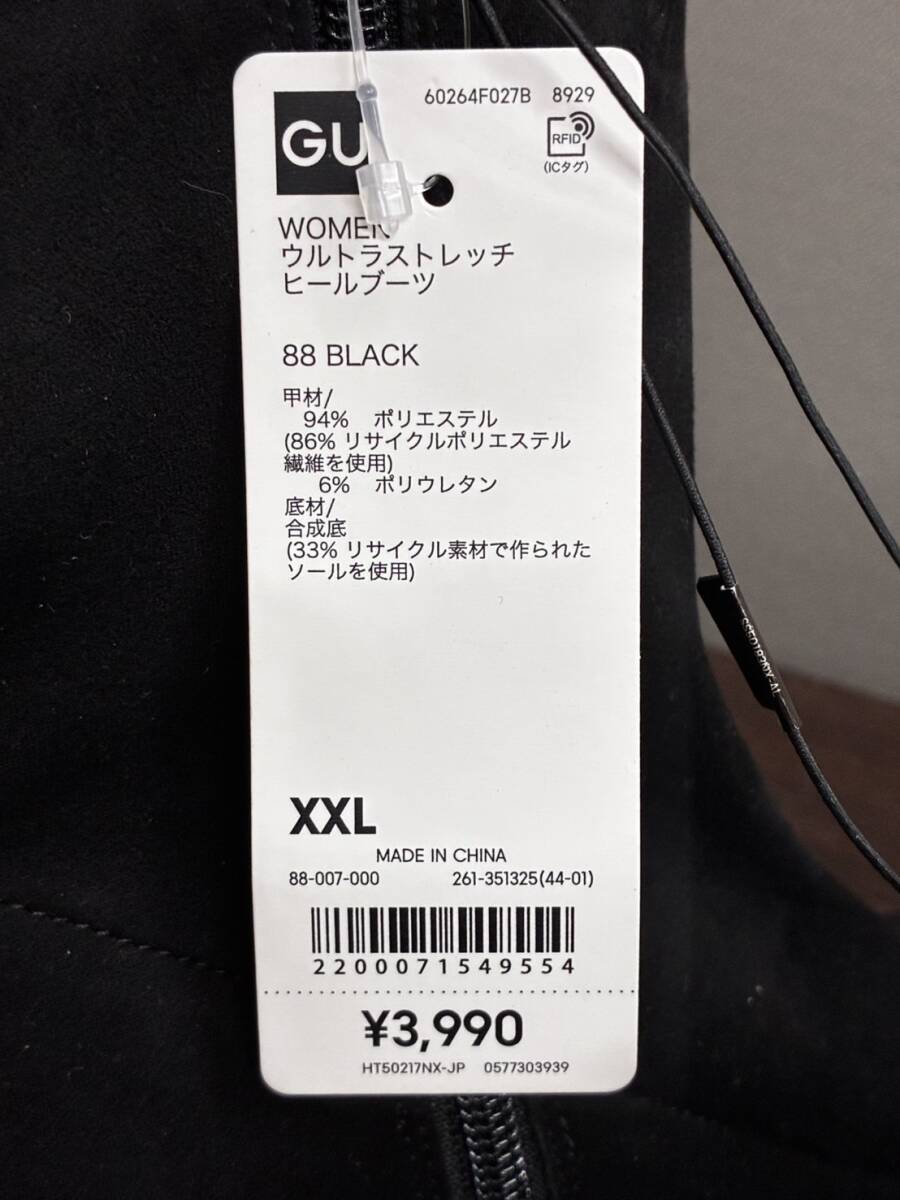 60264F027B 8929
GU
RFID
(ICタグ)
WOMEN
ウルトラストレッチ
ヒールブーツ
88 BLACK
甲材/
94% ポリエステル
(86% リサイクルポリエステル
繊維を使用)
6% ポリウレタン
底材/
合成底
(33% リサイクル素材で作られた
ソールを使用)
XXL
MADE IN CHINA
88-007-000 261-351325(44-01)
2200071549554
¥3,990
HT50217NX-JP 0577303939